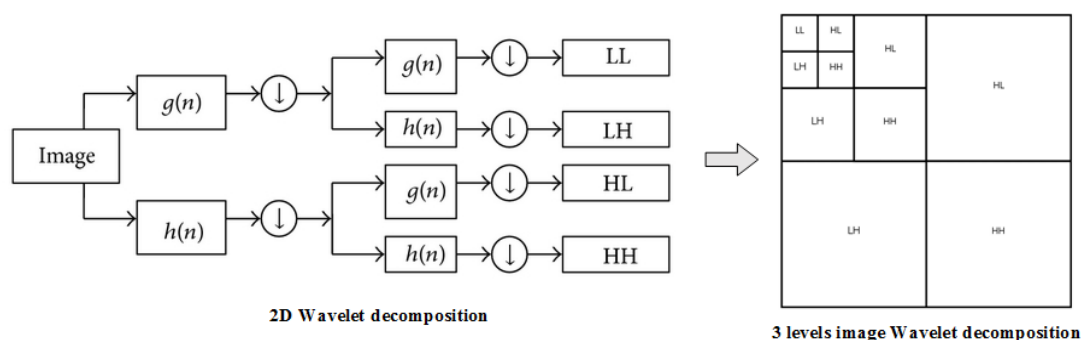 Image
g(n)
↓
g(n)
↓
LL
h(n)
↓
LH
h(n)
↓
g(n)
↓
HL
h(n)
↓
HH
2D Wavelet decomposition
LL HL
LH HH
HL
LH HH
HL
LH HH
3 levels image Wavelet decomposition